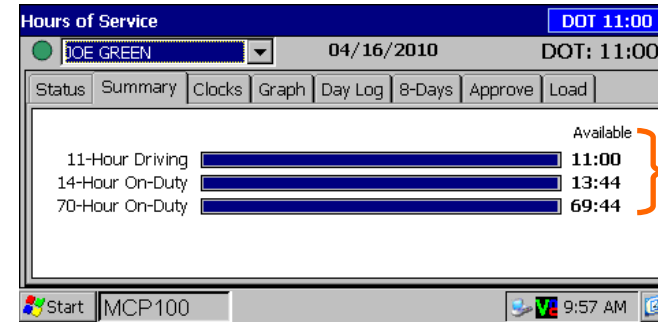 Hours of Service DOT 11:00
JOE GREEN 04/16/2010 DOT: 11:00
Status Summary Clocks Graph Day Log 8-Days Approve Load
Available
11-Hour Driving 11:00
14-Hour On-Duty 13:44
70-Hour On-Duty 69:44
Start MCP100 9:57 AM